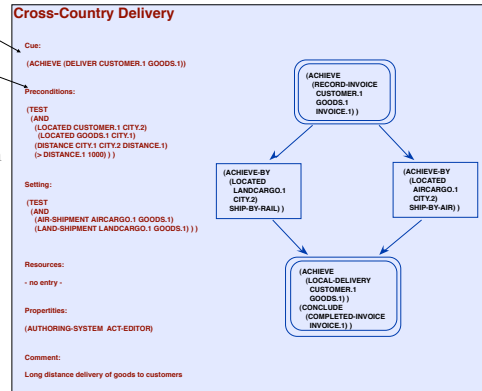 Cross-Country Delivery
Cue:
(ACHIEVE (DELIVER CUSTOMER.1 GOODS.1))
Preconditions:
(TEST
(AND
(LOCATED CUSTOMER.1 CITY.2)
(LOCATED GOODS.1 CITY.1)
(DISTANCE CITY.1 CITY.2 DISTANCE.1)
(> DISTANCE.1 1000) ) )
Setting:
(TEST
(AND
(AIR-SHIPMENT AIRCARGO.1 GOODS.1)
(LAND-SHIPMENT LANDCARGO.1 GOODS.1) ) )
Resources:
- no entry -
Propertities:
(AUTHORING-SYSTEM ACT-EDITOR)
Comment:
Long distance delivery of goods to customers
(ACHIEVE
(RECORD-INVOICE
CUSTOMER.1
GOODS.1
INVOICE.1) )
(ACHIEVE-BY
(LOCATED
LANDCARGO.1
CITY.2)
SHIP-BY-RAIL) )
(ACHIEVE-BY
(LOCATED
AIRCARGO.1
CITY.2)
SHIP-BY-AIR) )
(ACHIEVE
(LOCAL-DELIVERY
CUSTOMER.1
GOODS.1) )
(CONCLUDE
(COMPLETED-INVOICE
INVOICE.1) )